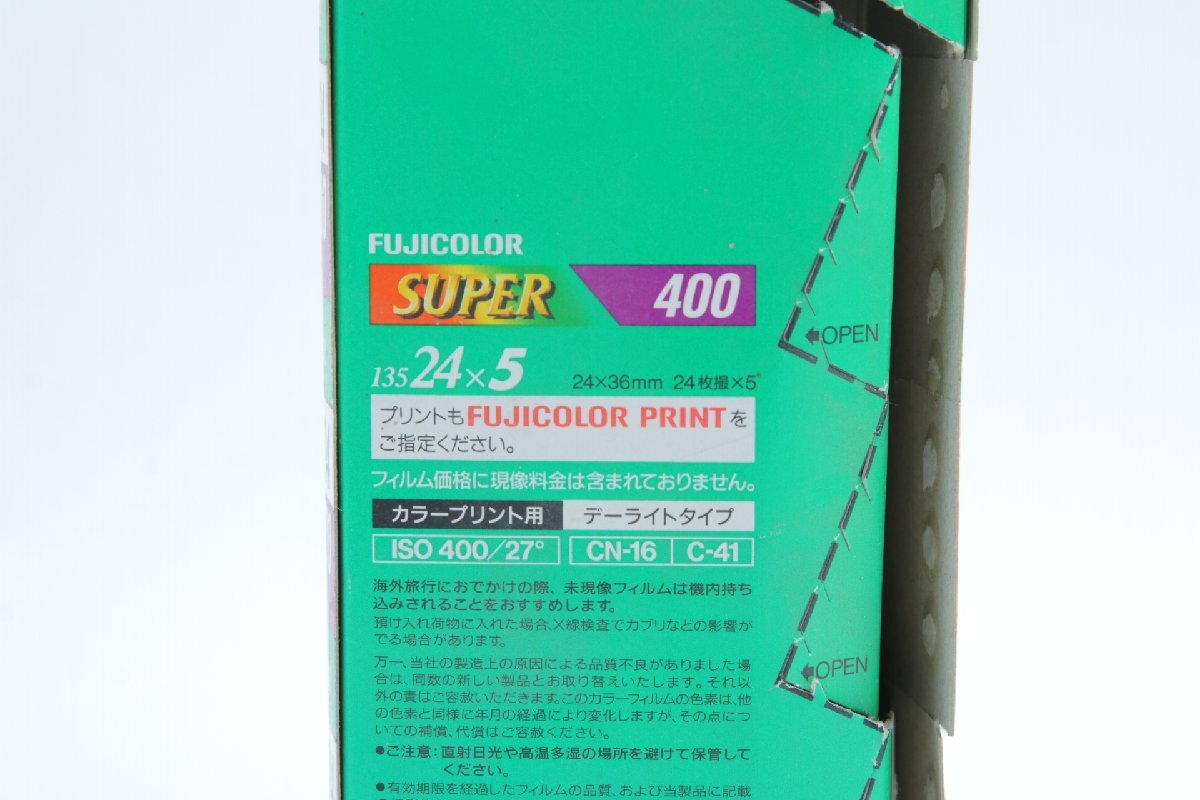 FUJICOLOR
SUPER 400
OPEN
135 24×5 24×36mm 24枚撮×5
プリントもFUJICOLOR PRINTを
ご指定ください。
フィルム価格に現像料金は含まれておりません。
カラープリント用 デーライトタイプ
ISO 400/27° CN-16 C-41
海外旅行におでかけの際、未現像フィルムは機内持ち
込みされることをおすすめします。
預け入れ荷物に入れた場合、X線検査でカブリなどの影響が
でる場合があります。
万一、当社の製造上の原因による品質不良がありました場
合は、同数の新しい製品とお取り替えいたします。それ以
外の責はご容赦いただきます。このカラーフィルムの色素は、他
の色素と同様に年月の経過により変化しますが、その点につ
いての補償、代償はご容赦ください。
OPEN
●ご注意：直射日光や高温多湿の場所を避けて保管して
ください。
●有効期限を経過したフィルムの品質、および当製品に記載